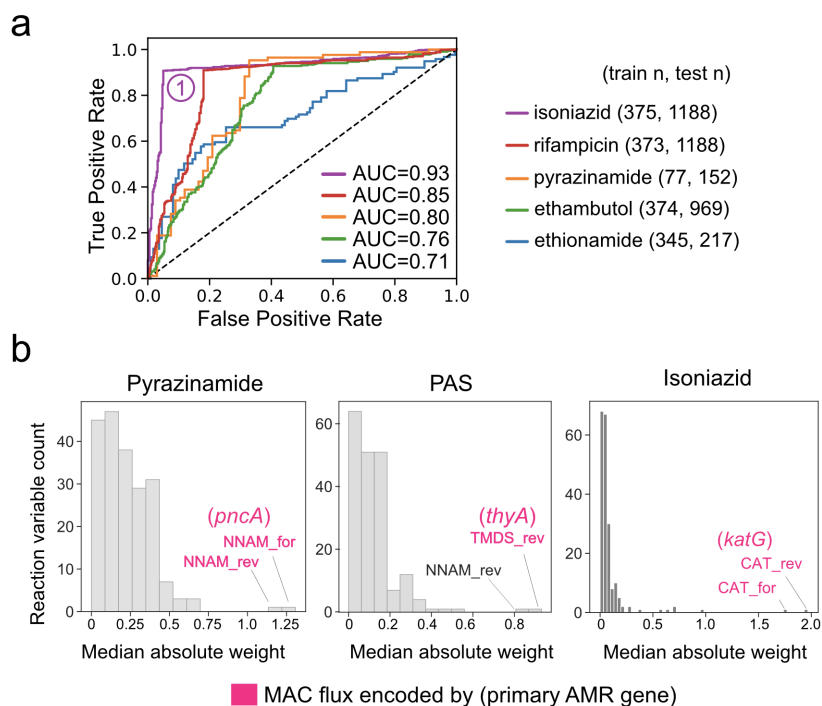 a
1.0
0.8
0.6
0.4
0.2
0.0
0.0 0.2 0.4 0.6 0.8 1.0
True Positive Rate
False Positive Rate
1
AUC=0.93
AUC=0.85
AUC=0.80
AUC=0.76
AUC=0.71
(train n, test n)
isoniazid (375, 1188)
rifampicin (373, 1188)
pyrazinamide (77, 152)
ethambutol (374, 969)
ethionamide (345, 217)
b
Pyrazinamide
Reaction variable count
40
30
20
10
0
0 0.25 0.5 0.75 1.25
(pncA)
NNAM_for
NNAM_rev
Median absolute weight
PAS
60
40
20
0
0 0.2 0.4 0.6 0.8
(thyA)
TMDS_rev
NNAM_rev
Median absolute weight
Isoniazid
60
40
20
0
0 0.5 1.0 1.5 2.0
(katG)
CAT_rev
CAT_for
Median absolute weight
MAC flux encoded by (primary AMR gene)